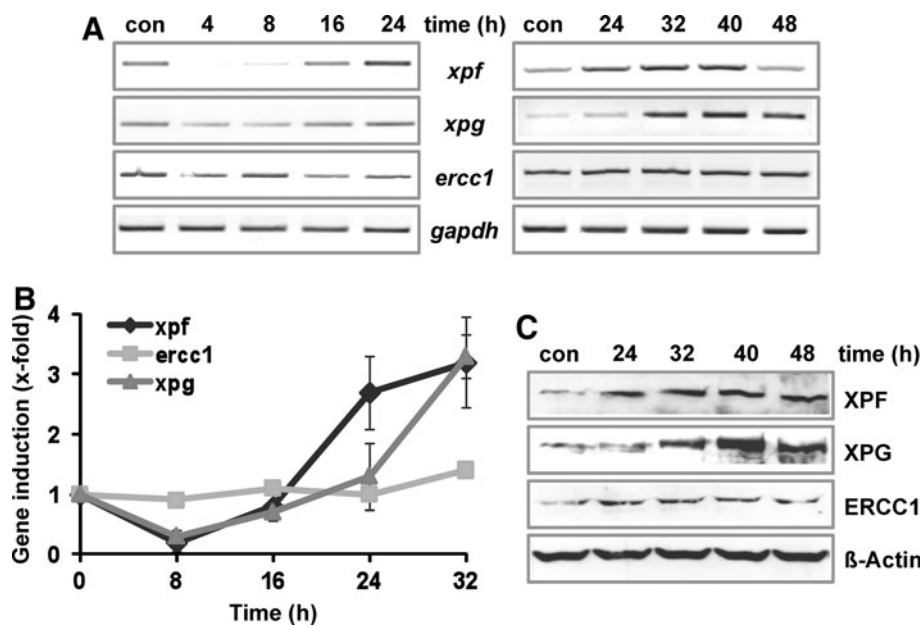 A
con 4 8 16 24 time (h) con 24 32 40 48
xpf
xpg
ercc1
gapdh
B
Gene induction (x-fold)
4
3
2
1
0
xpf
ercc1
xpg
0 8 16 24 32
Time (h)
C
con 24 32 40 48 time (h)
XPF
XPG
ERCC1
ß-Actin